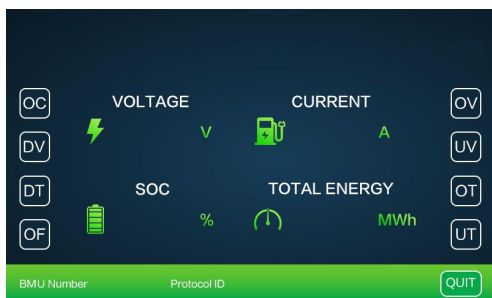 OC
VOLTAGE
CURRENT
OV
DV
V
A
UV
DT
SOC
TOTAL ENERGY
OT
OF
%
MWh
UT
BMU Number
Protocol ID
QUIT